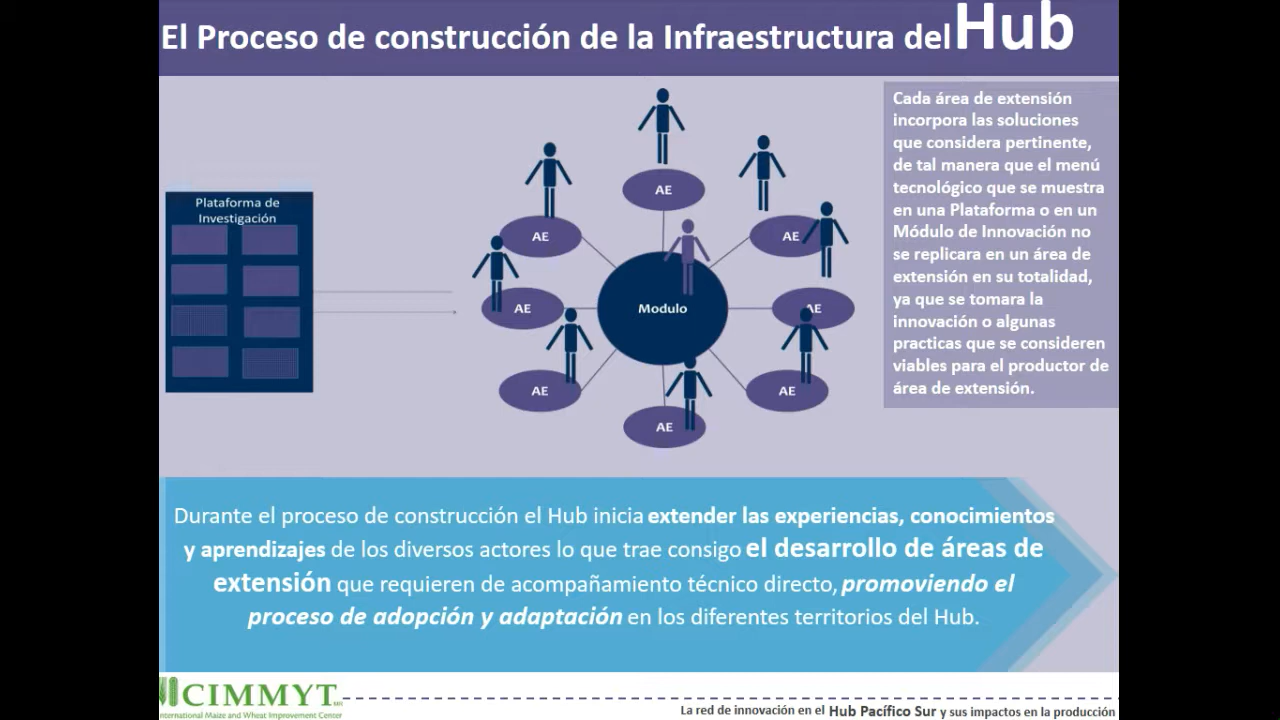 El Proceso de construcción de la Infraestructura del Hub
Cada área de extensión
incorpora las soluciones
que considera pertinente,
de tal manera que el menú
tecnológico que se muestra
en una Plataforma o en un
Módulo de Innovación no
se replicara en un área de
extensión en su totalidad,
ya que se tomara la
innovación o algunas
practicas que se consideren
viables para el productor de
área de extensión.
Plataforma de
Investigación
AE
AE
AE
AE
Modulo
AE
AE
AE
AE
Durante el proceso de construcción el Hub inicia extender las experiencias, conocimientos
y aprendizajes de los diversos actores lo que trae consigo el desarrollo de áreas de
extensión que requieren de acompañamiento técnico directo, promoviendo el
proceso de adopción y adaptación en los diferentes territorios del Hub.
CIMMYT
International Maize and Wheat Improvement Center
La red de innovación en el Hub Pacífico Sur y sus impactos en la producción